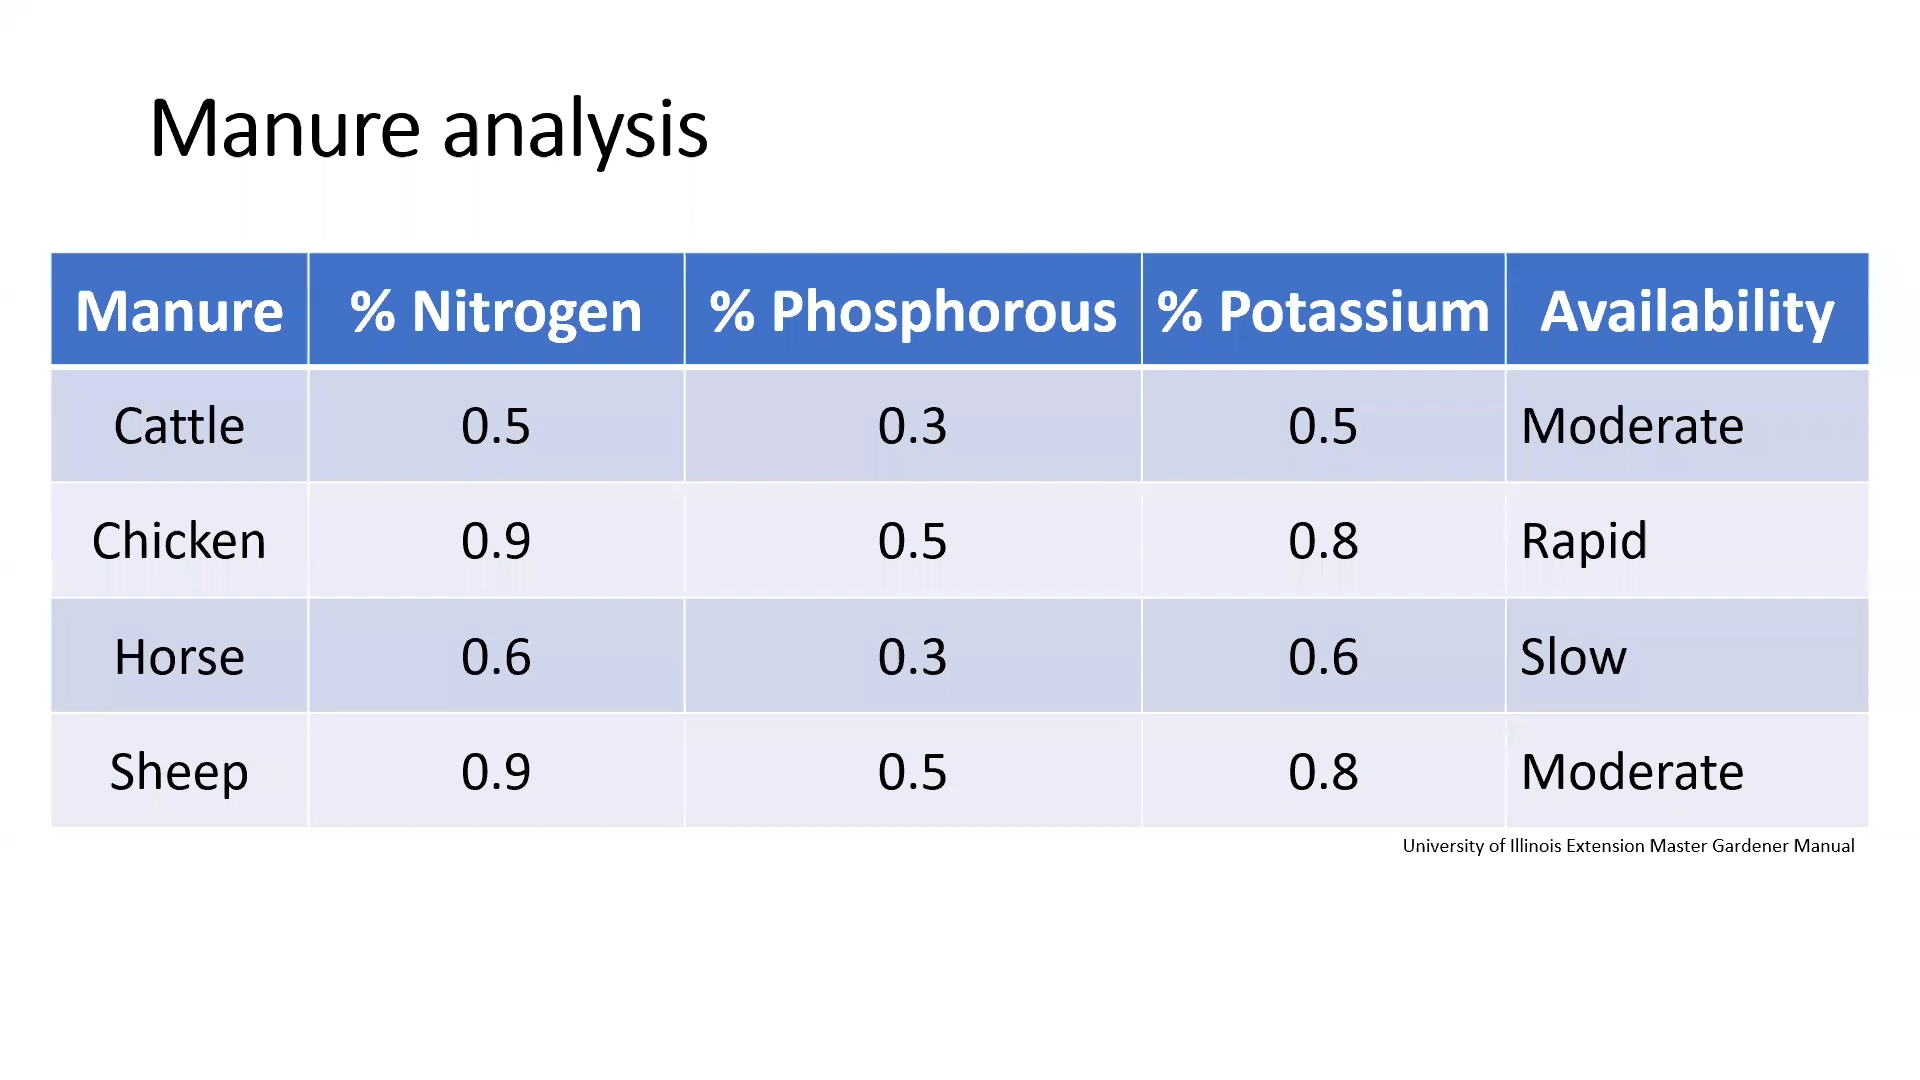 Manure analysis
Manure % Nitrogen % Phosphorous % Potassium Availability
Cattle 0.5 0.3 0.5 Moderate
Chicken 0.9 0.5 0.8 Rapid
Horse 0.6 0.3 0.6 Slow
Sheep 0.9 0.5 0.8 Moderate
University of Illinois Extension Master Gardener Manual